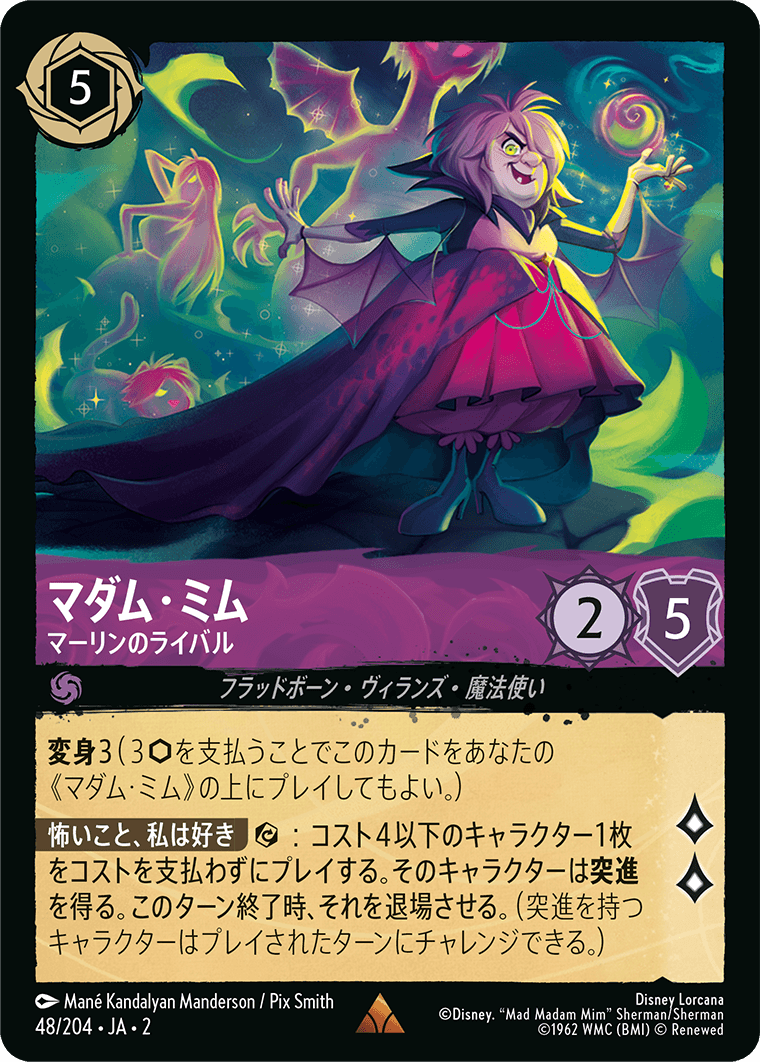 5
マダム・ミム
マーリンのライバル
2
5
フラッドボーン・ヴィランズ・魔法使い
変身3(3⬡を支払うことでこのカードをあなたの
《マダム・ミム》の上にプレイしてもよい。)
怖いこと、私は好き : コスト4以下のキャラクター1枚
をコストを支払わずにプレイする。そのキャラクターは突進
を得る。このターン終了時、それを退場させる。(突進を持つ
キャラクターはプレイされたターンにチャレンジできる。)
Mané Kandalyan Manderson / Pix Smith
48/204・JA・2
Disney Lorcana
©Disney. “Mad Madam Mim” Sherman/Sherman
©1962 WMC (BMI) © Renewed